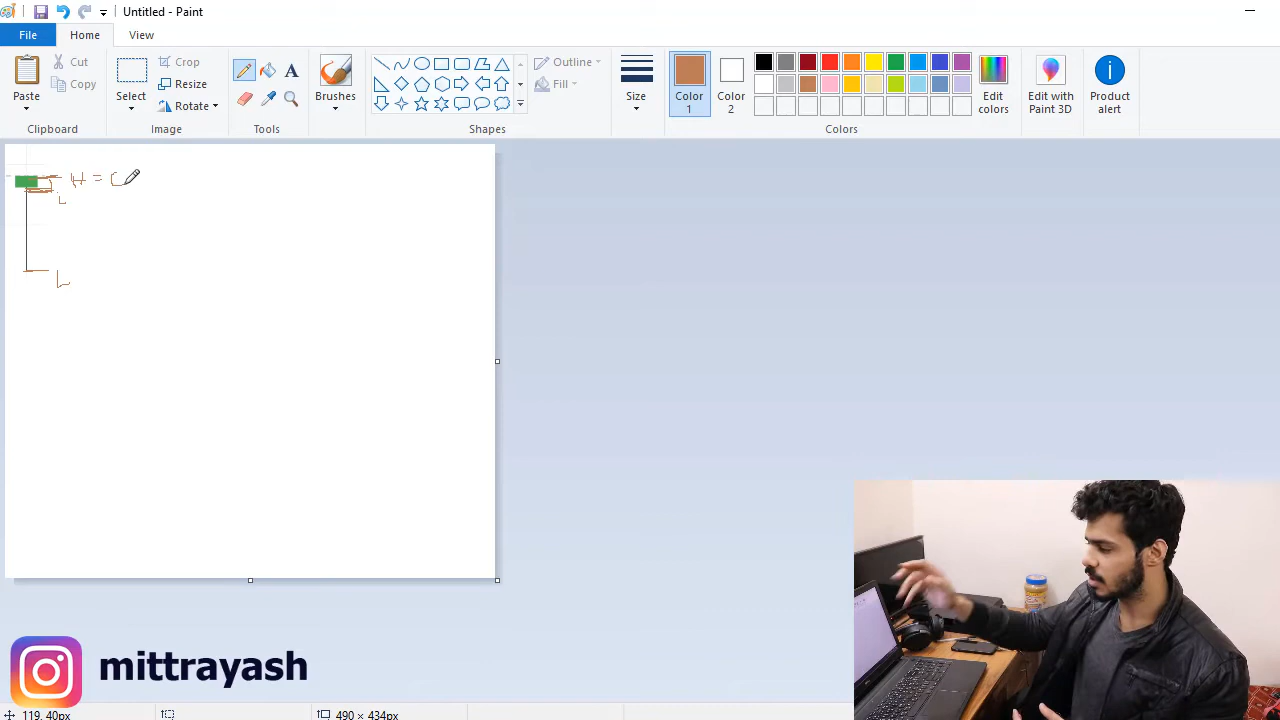 Untitled - Paint
File
Home
View
Paste
Cut
Copy
Clipboard
Select
Crop
Resize
Rotate
Image
A
Tools
Brushes
Shapes
Outline
Fill
Size
Color 1
Color 2
Edit colors
Colors
Edit with Paint 3D
Product alert
H =
L
L
mittrayash
119, 40px
490 × 434px